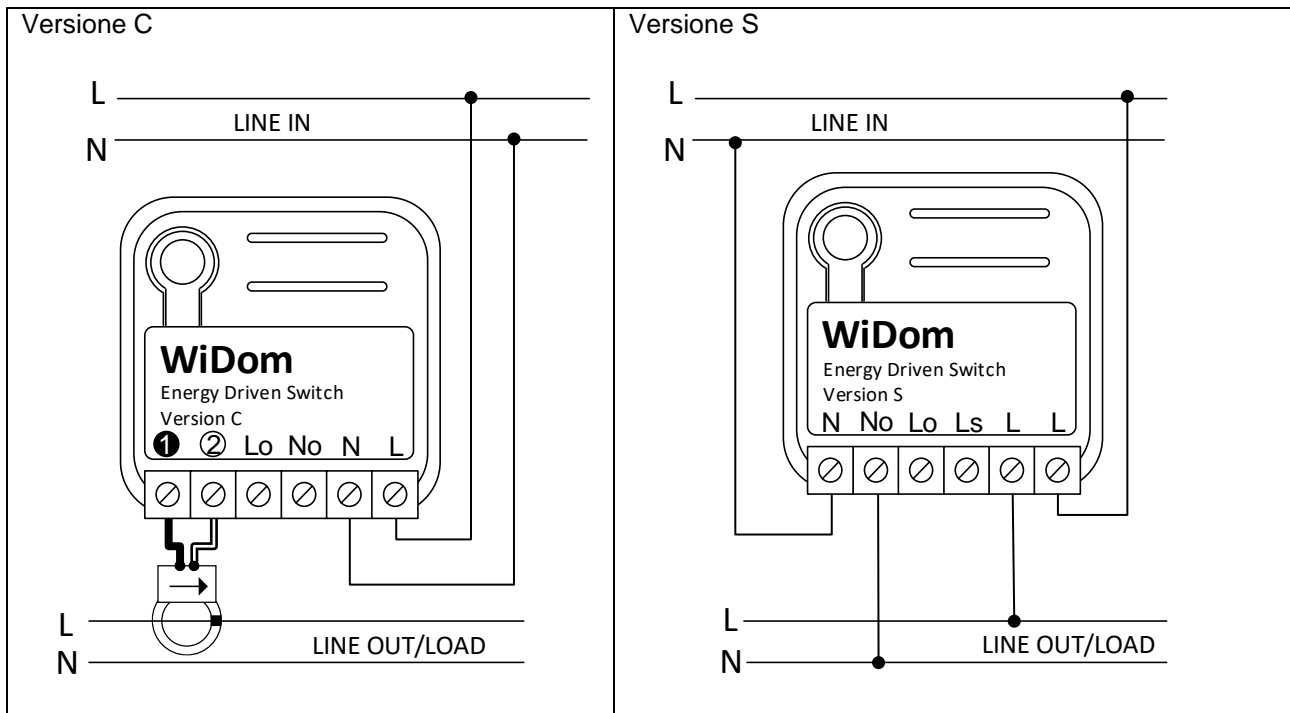 Versione C
L
LINE IN
N
WiDom
Energy Driven Switch
Version C
1 2 Lo No N L
L
LINE OUT/LOAD
N
Versione S
L
LINE IN
N
WiDom
Energy Driven Switch
Version S
N No Lo Ls L L
L
LINE OUT/LOAD
N